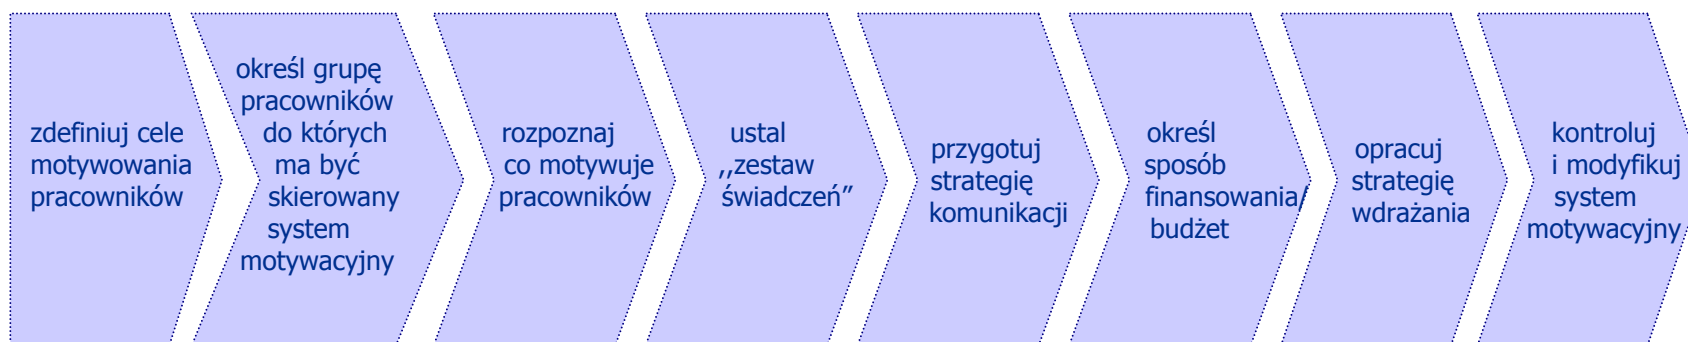 zdefiniuj cele
motywowania
pracowników
określ grupę
pracowników
do których
ma być
skierowany
system
motywacyjny
rozpoznaj
co motywuje
pracowników
ustal
,,zestaw
świadczeń”
przygotuj
strategię
komunikacji
określ
sposób
finansowania/
budżet
opracuj
strategię
wdrażania
kontroluj
i modyfikuj
system
motywacyjny